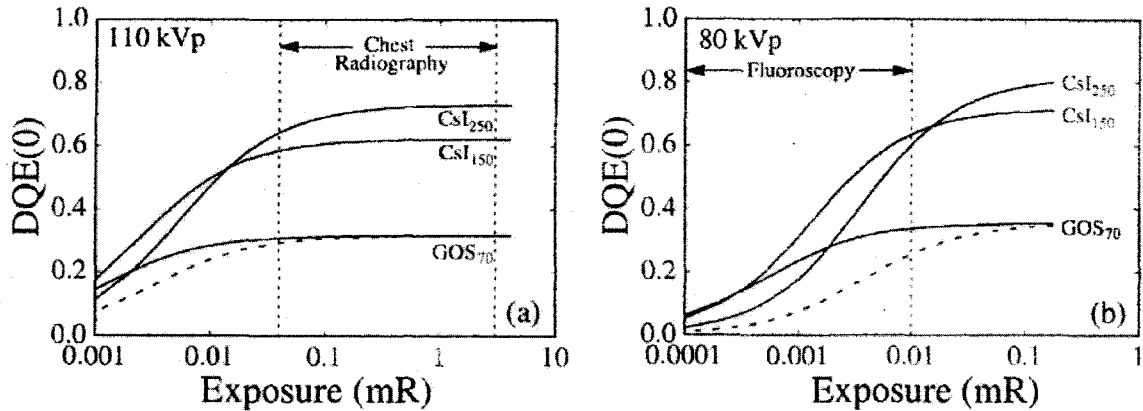 110 kVp
Chest
Radiography
CsI250
CsI150
GOS70
(a)
DQE(0)
1.0
0.8
0.6
0.4
0.2
0.0
0.001
0.01
0.1
1
10
Exposure (mR)
80 kVp
Fluoroscopy
CsI250
CsI150
GOS70
(b)
DQE(0)
1.0
0.8
0.6
0.4
0.2
0.0
0.0001
0.001
0.01
0.1
1
Exposure (mR)